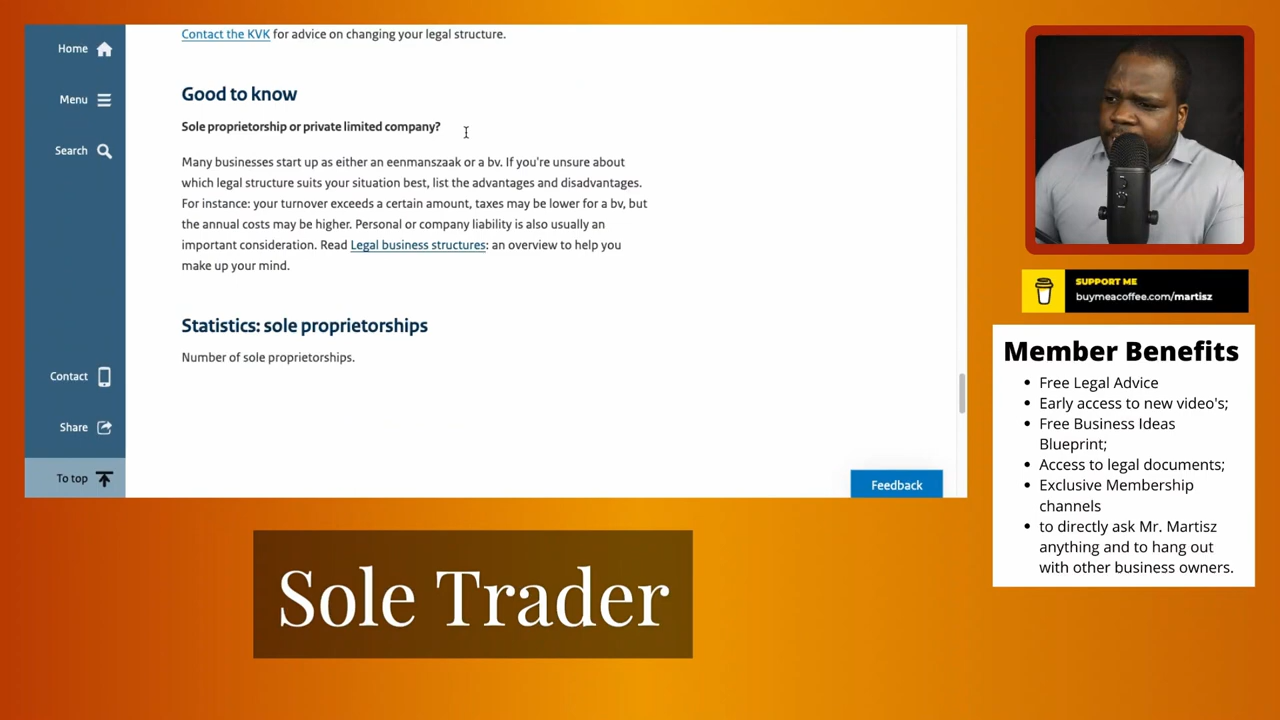 Home
Menu
Search
Contact
Share
To top
Contact the KVK for advice on changing your legal structure.
Good to know
Sole proprietorship or private limited company?
Many businesses start up as either an eenmanszaak or a bv. If you're unsure about
which legal structure suits your situation best, list the advantages and disadvantages.
For instance: your turnover exceeds a certain amount, taxes may be lower for a bv, but
the annual costs may be higher. Personal or company liability is also usually an
important consideration. Read Legal business structures: an overview to help you
make up your mind.
Statistics: sole proprietorships
Number of sole proprietorships.
Feedback
SUPPORT ME
buymeacoffee.com/martisz
Member Benefits
• Free Legal Advice
• Early access to new video's;
• Free Business Ideas
Blueprint;
• Access to legal documents;
• Exclusive Membership
channels
• to directly ask Mr. Martisz
anything and to hang out
with other business owners.
Sole Trader